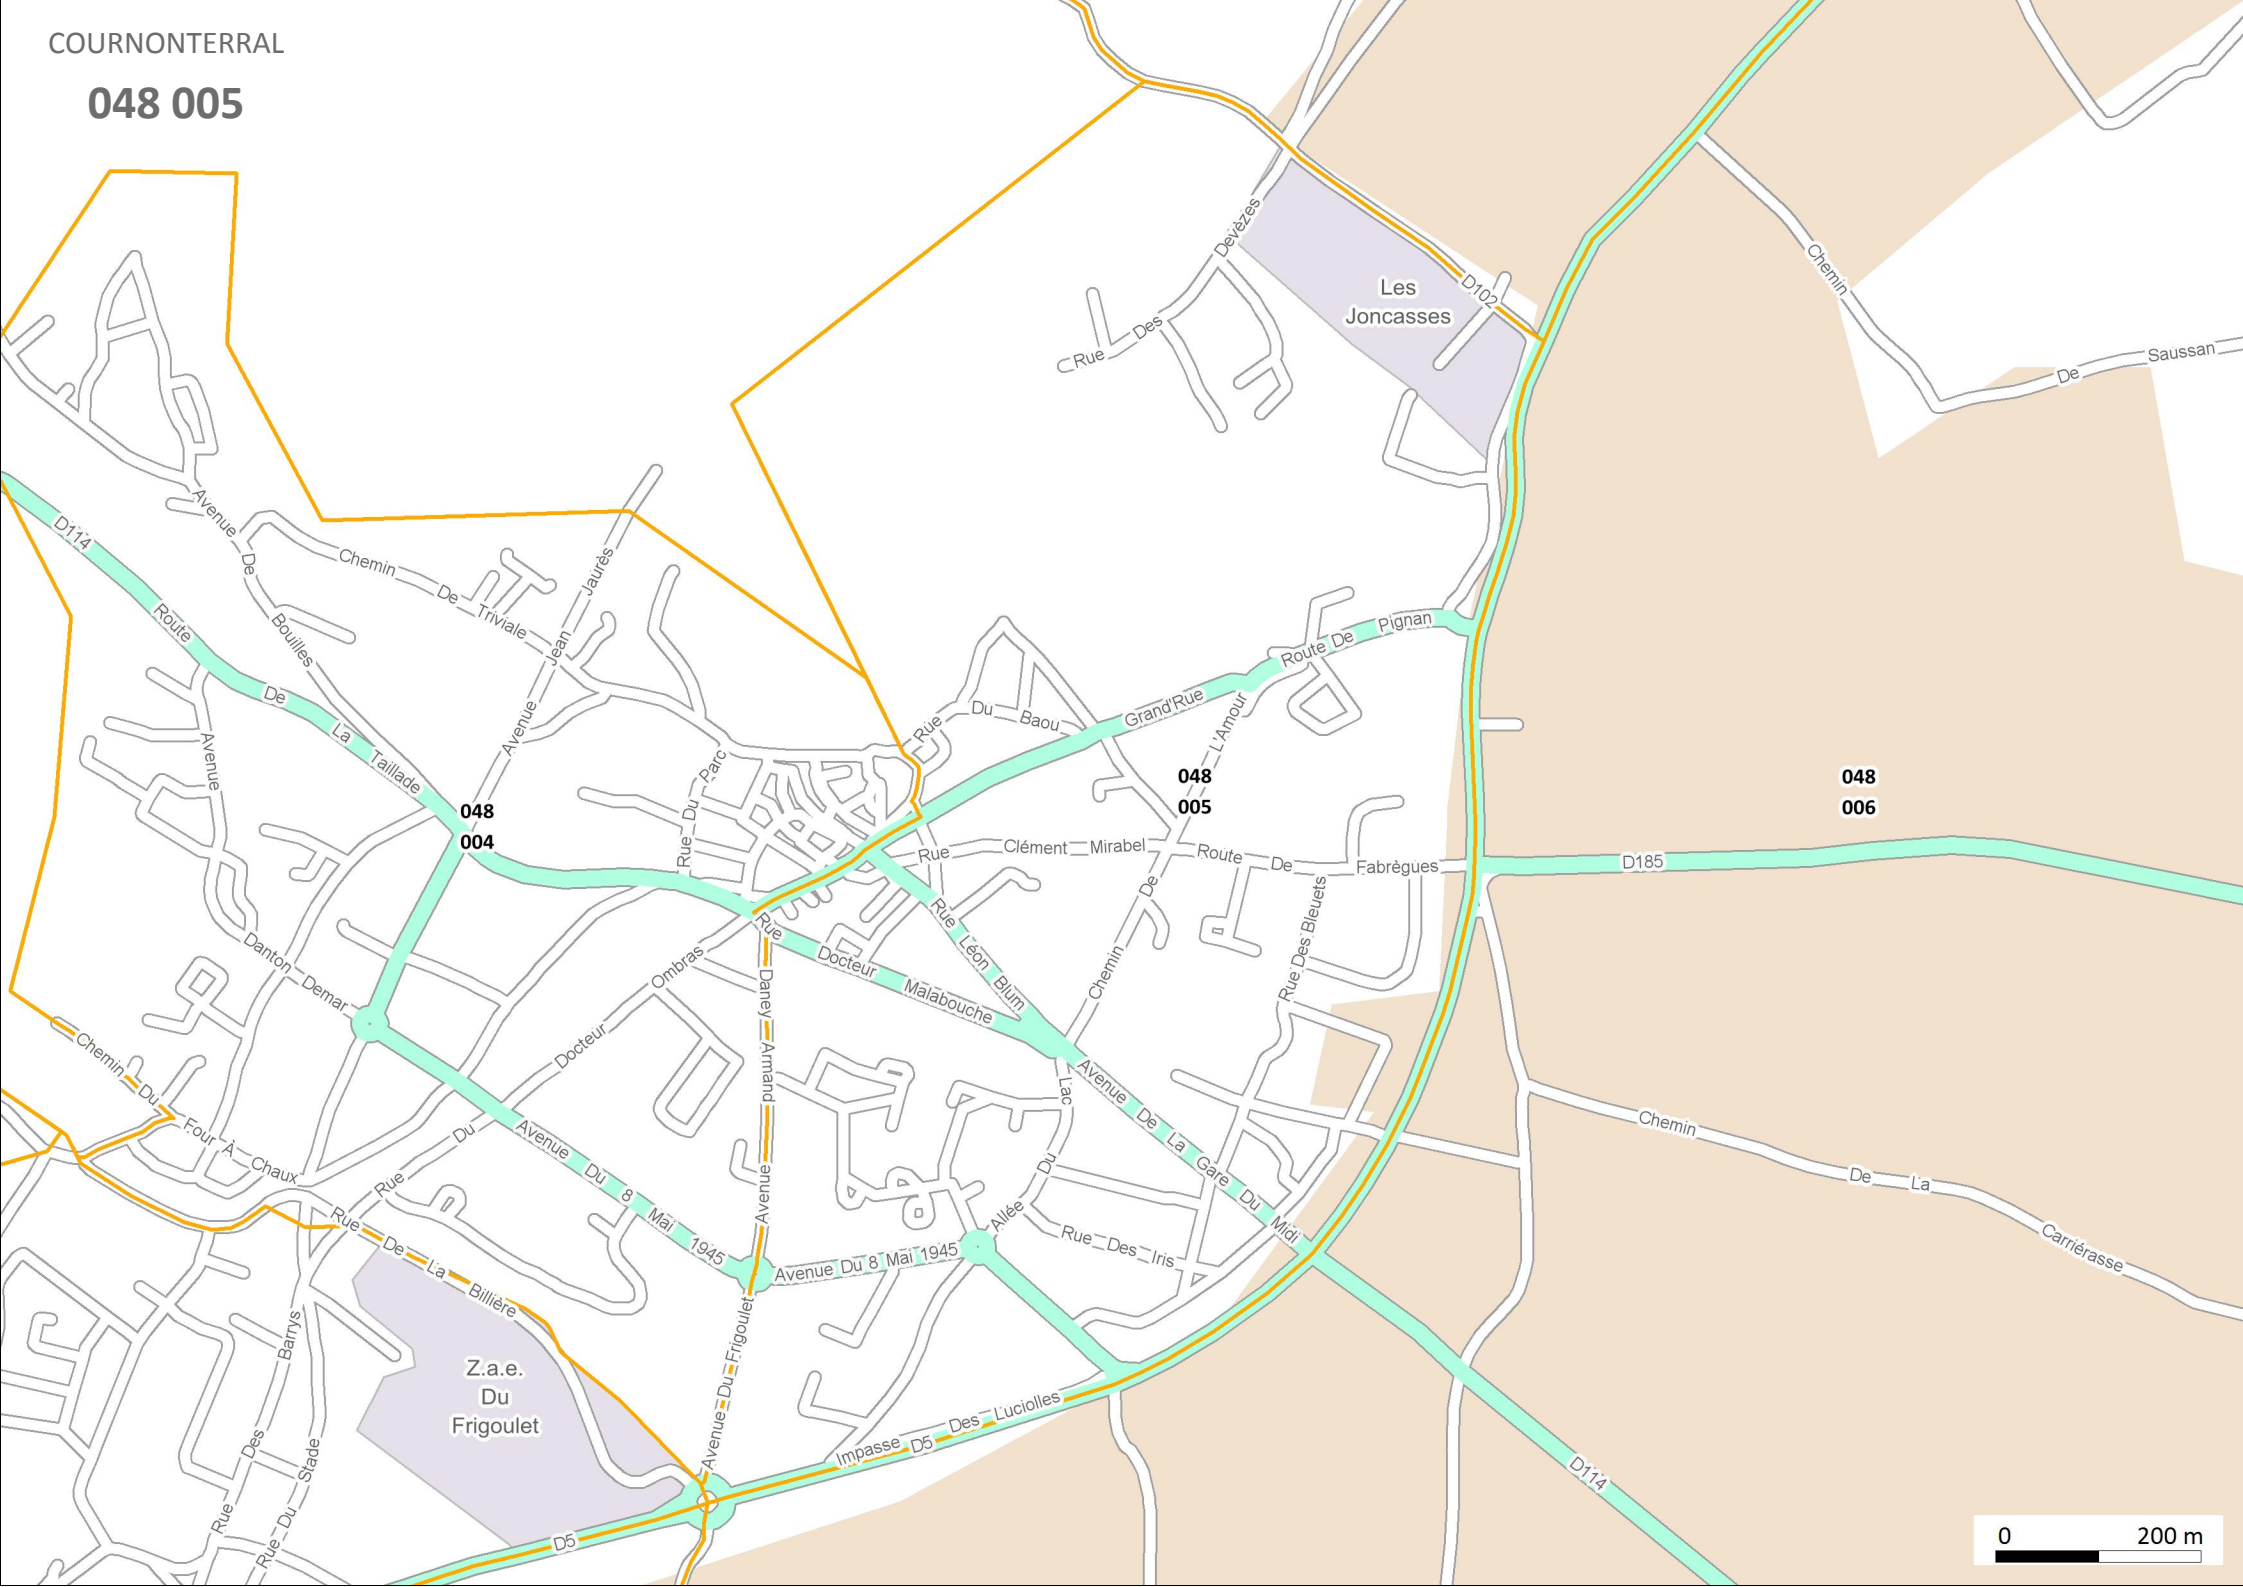 COURNONTERRAL
048 005
Devèzes
Rue Des
Les
Joncasses
D102
Chemin
De
Saussan
D114
Route
De
La
Taillade
Avenue
De
Bouilles
Chemin De Triviale
Avenue Jean Jaurès
Avenue
Danton Demar
Rue Du Parc
Rue Du Baou
Grand'Rue
Route De Pignan
L'Amour
De
Chemin
048
005
048
006
048
004
Rue Clément Mirabel
Route De Fabrègues
D185
Rue Des Bleuets
Rue
Docteur
Malabouche
Rue Léon Blum
Ombras
Docteur
Du
Rue
Daney
Armand
Avenue
Chemin Du
Four À Chaux
Avenue Du 8 Mai 1945
Avenue Du 8 Mai 1945
Avenue De La Gare Du Midi
Lac
Du
Allée
Rue Des Iris
Chemin
De La
Carriérasse
Rue
De
La
Billière
Z.a.e.
Du
Frigoulet
Avenue Du Frigoulet
Barrys
Des
Rue
Rue Du Stade
Impasse Des Luciolles
D5
D5
D114
0 200 m